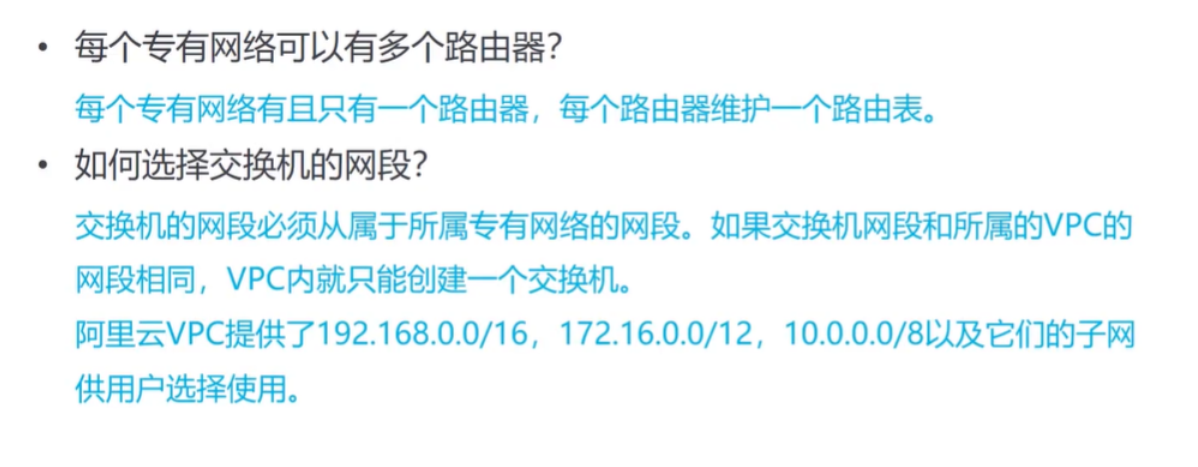 • 每个专有网络可以有多个路由器?
每个专有网络有且只有一个路由器，每个路由器维护一个路由表。
• 如何选择交换机的网段?
交换机的网段必须从属于所属专有网络的网段。如果交换机网段和所属的VPC的
网段相同，VPC内就只能创建一个交换机。
阿里云VPC提供了192.168.0.0/16，172.16.0.0/12，10.0.0.0/8以及它们的子网
供用户选择使用。